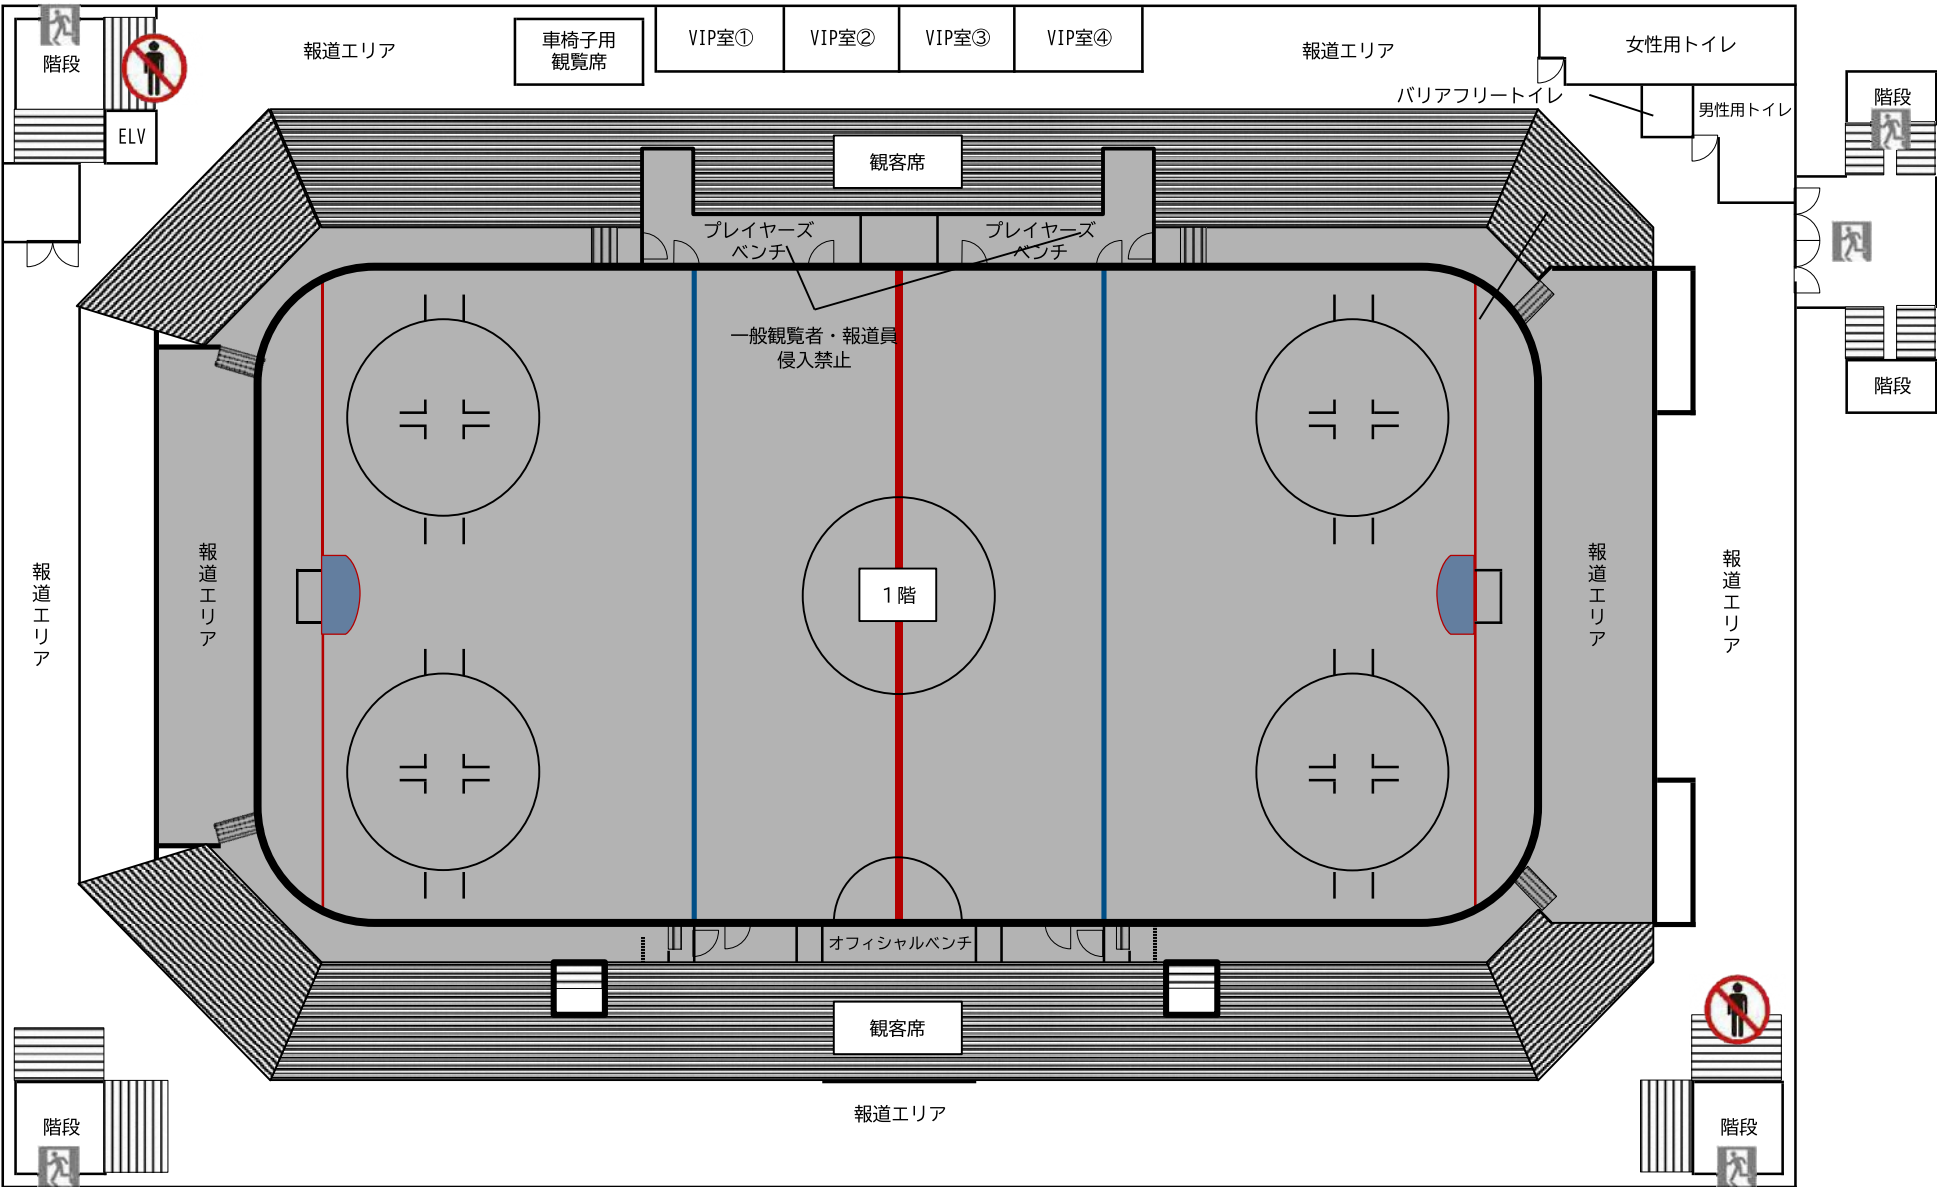 階段
報道エリア
車椅子用
観覧席
VIP室①
VIP室②
VIP室③
VIP室④
報道エリア
女性用トイレ
バリアフリートイレ
男性用トイレ
階段
ELV
観客席
プレイヤーズ
ベンチ
プレイヤーズ
ベンチ
一般観覧者・報道員
侵入禁止
階段
報道エリア
報道エリア
1階
報道エリア
報道エリア
オフィシャルベンチ
観客席
報道エリア
階段
階段